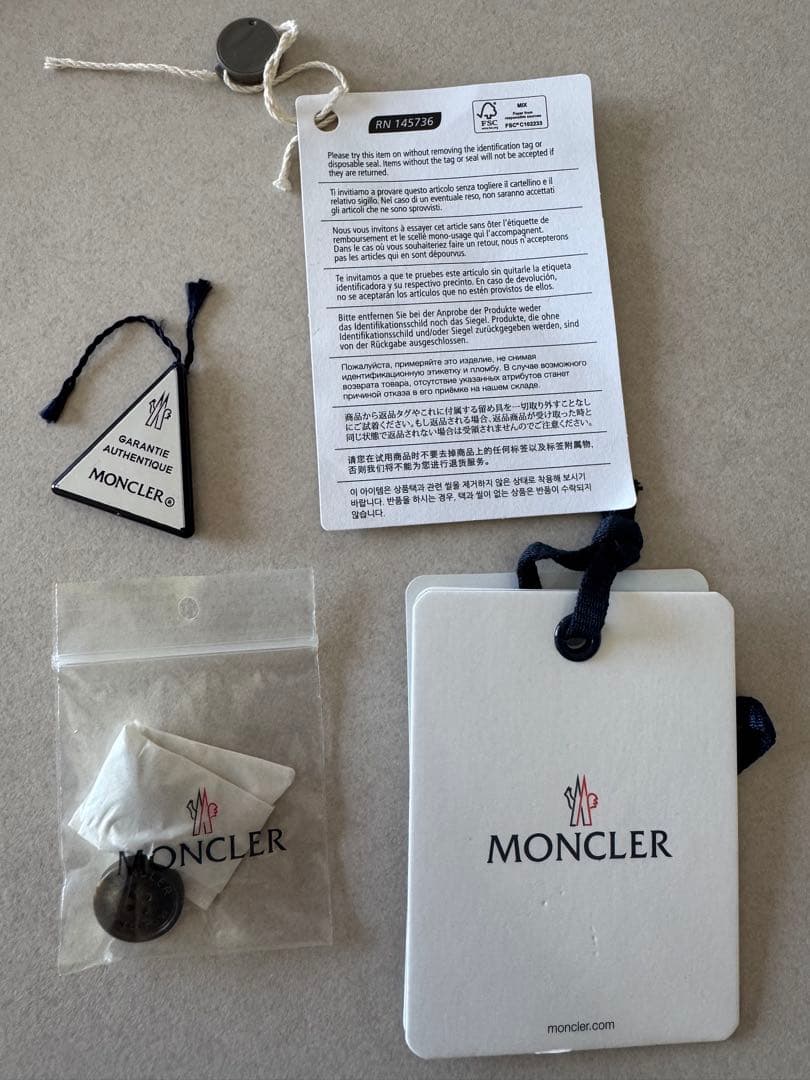 RN 145736
FSC
MIX
Paper from
responsible sources
FSC® C102233
Please try this item on without removing the identification tag or
disposable seal. Items without the tag or seal will not be accepted if
they are returned.
Ti invitiamo a provare questo articolo senza togliere il cartellino e il
relativo sigillo. Nel caso di un eventuale reso, non saranno accettati
gli articoli che ne sono sprovvisti.
Nous vous invitons à essayer cet article sans ôter l'étiquette de
remboursement et le scellé mono-usage qui l'accompagnent.
Dans le cas où vous souhaiteriez faire un retour, nous n'accepterons
pas les articles qui en sont dépourvus.
Te invitamos a que te pruebes este artículo sin quitarle la etiqueta
identificadora y su respectivo precinto. En caso de devolución,
no se aceptarán los artículos que no estén provistos de ellos.
Bitte entfernen Sie bei der Anprobe der Produkte weder
das Identifikationsschild noch das Siegel. Produkte, die ohne
Identifikationsschild und/oder Siegel zurückgegeben werden, sind
von der Rückgabe ausgeschlossen.
Пожалуйста, примеряйте это изделие, не снимая
идентификационную этикетку и пломбу. В случае возможного
возврата товара, отсутствие указанных атрибутов станет
причиной отказа в его приёмке на нашем складе.
商品から返品タグやこれに付属する留め具を一切取り外すことなし
にご試着ください。もし返品される場合、返品商品が受け取った時と
同じ状態で返品されない場合は受領されませんのでご注意ください。
请您在试用商品时不要去掉商品上的任何标签以及标签附属物，
否则我们将不能为您进行退货服务。
이 아이템은 상품택과 관련 씰을 제거하지 않은 상태로 착용해 보시기
바랍니다. 반품을 하시는 경우, 택과 씰이 없는 상품은 반품이 수락되지
않습니다.
GARANTIE
AUTHENTIQUE
MONCLER®
MONCLER
MONCLER
moncler.com